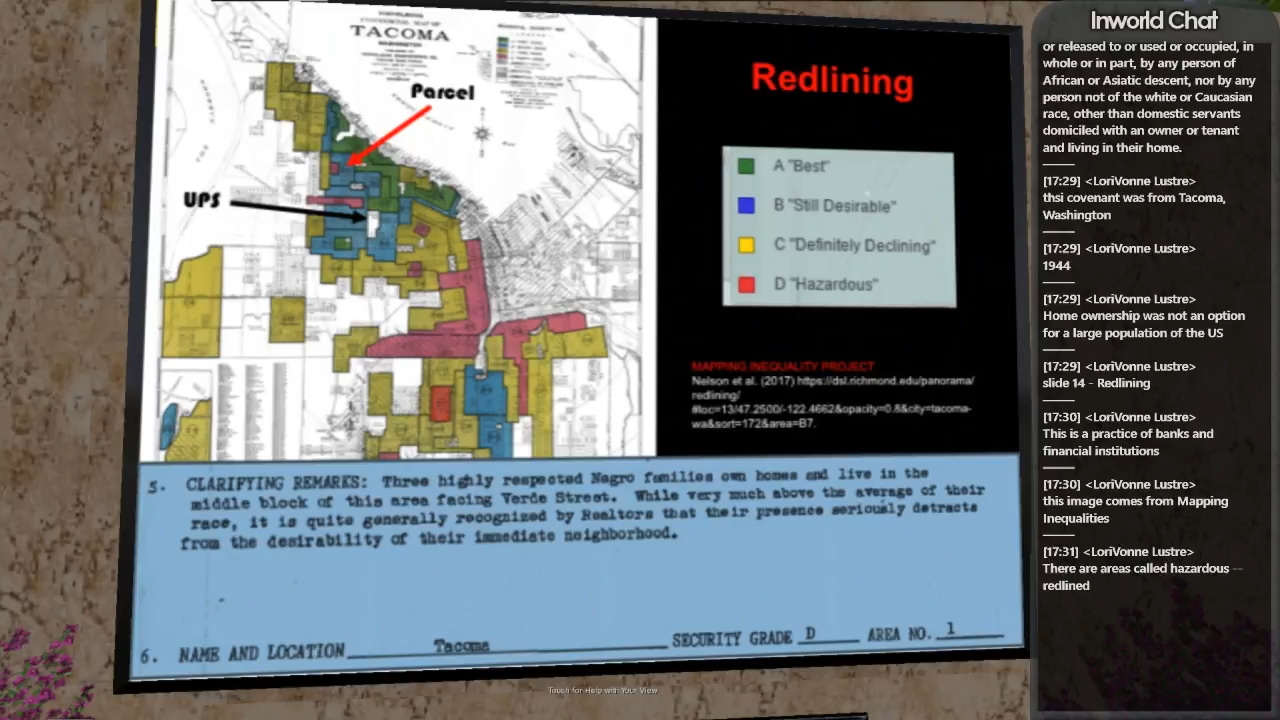 TACOMA
WASHINGTON
Parcel
UPS
Redlining
A "Best"
B "Still Desirable"
C "Definitely Declining"
D "Hazardous"
MAPPING INEQUALITY PROJECT
Nelson et al. (2017) https://dsl.richmond.edu/panorama/
redlining/
#loc=13/47.2500/-122.4662&opacity=0.8&city=tacoma-
wa&sort=172&area=B7.
5. CLARIFYING REMARKS: Three highly respected Negro families own homes and live in the
middle block of this area facing Verde Street. While very much above the average of their
race, it is quite generally recognized by Realtors that their presence seriously detracts
from the desirability of their immediate neighborhood.
6. NAME AND LOCATION Tacoma SECURITY GRADE D AREA NO. 1
Touch for Help with Your View
nworld Chat
whole or in part, by any person of
African or Asiatic descent, nor by
any person not of the Caucasian
race, other than domestic servants
domiciled with an owner or tenant
and living in their home.
[17:29] <LoriVonne Lustre>
thsi covenant was from Tacoma,
Washington
[17:29] <LoriVonne Lustre>
1944
[17:29] <LoriVonne Lustre>
Home ownership was not an option
for a large population of the US
[17:29] <LoriVonne Lustre>
slide 14 - Redlining
[17:30] <LoriVonne Lustre>
This is a practice of banks and
financial institutions
[17:30] <LoriVonne Lustre>
this image comes from Mapping
Inequalities
[17:31] <LoriVonne Lustre>
There are areas called hazardous --
redlined